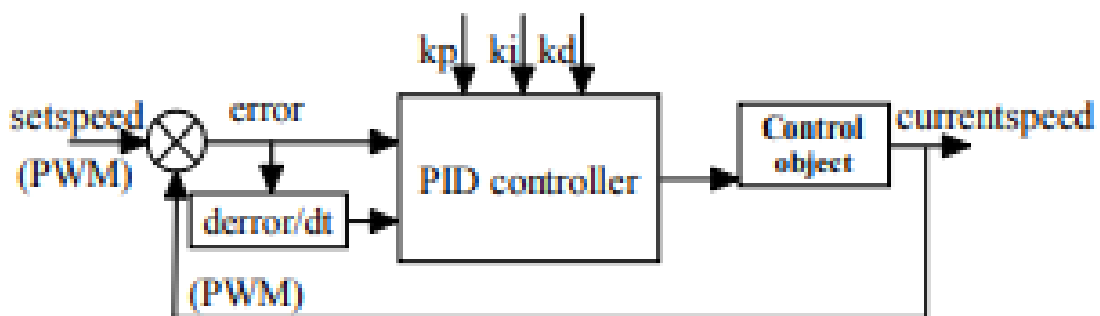 kp ki kd
setspeed
error
(PWM)
derror/dt
PID controller
Control
object
currentspeed
(PWM)